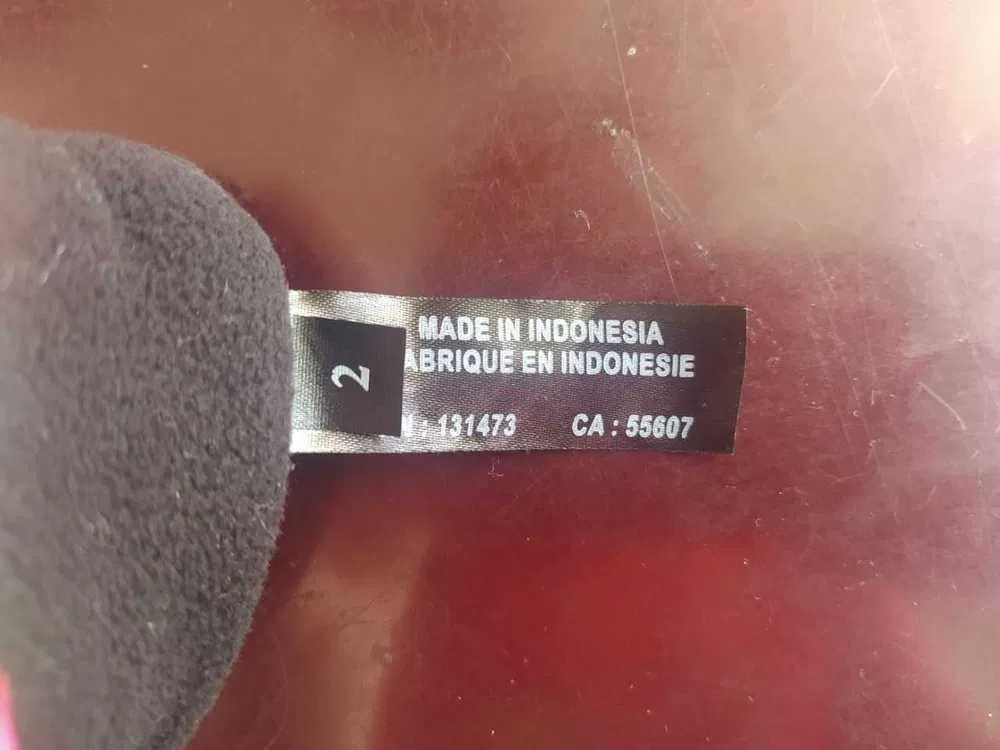 MADE IN INDONESIA
ABRIQUE EN INDONESIE
2
: 131473 CA : 55607